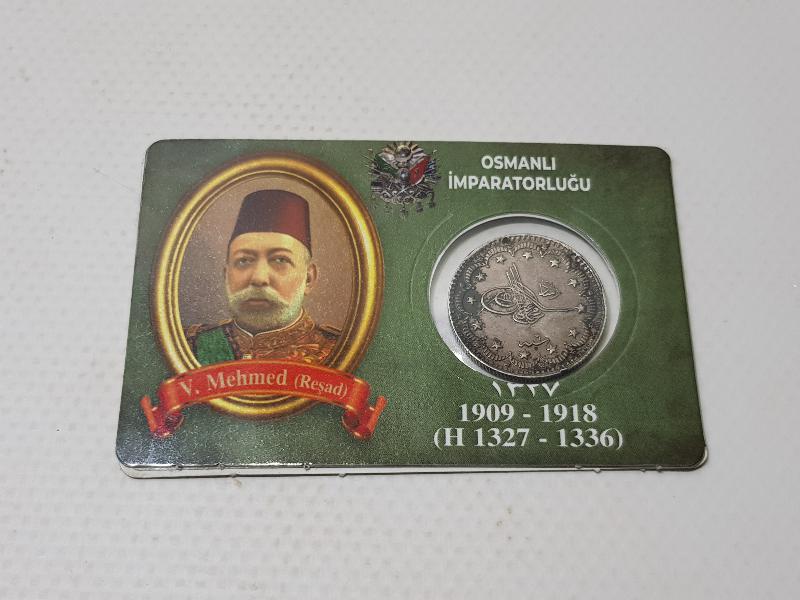 OSMANLI
İMPARATORLUĞU
V. Mehmed (Reşad)
١٣٢٧
1909 - 1918
(H 1327 - 1336)